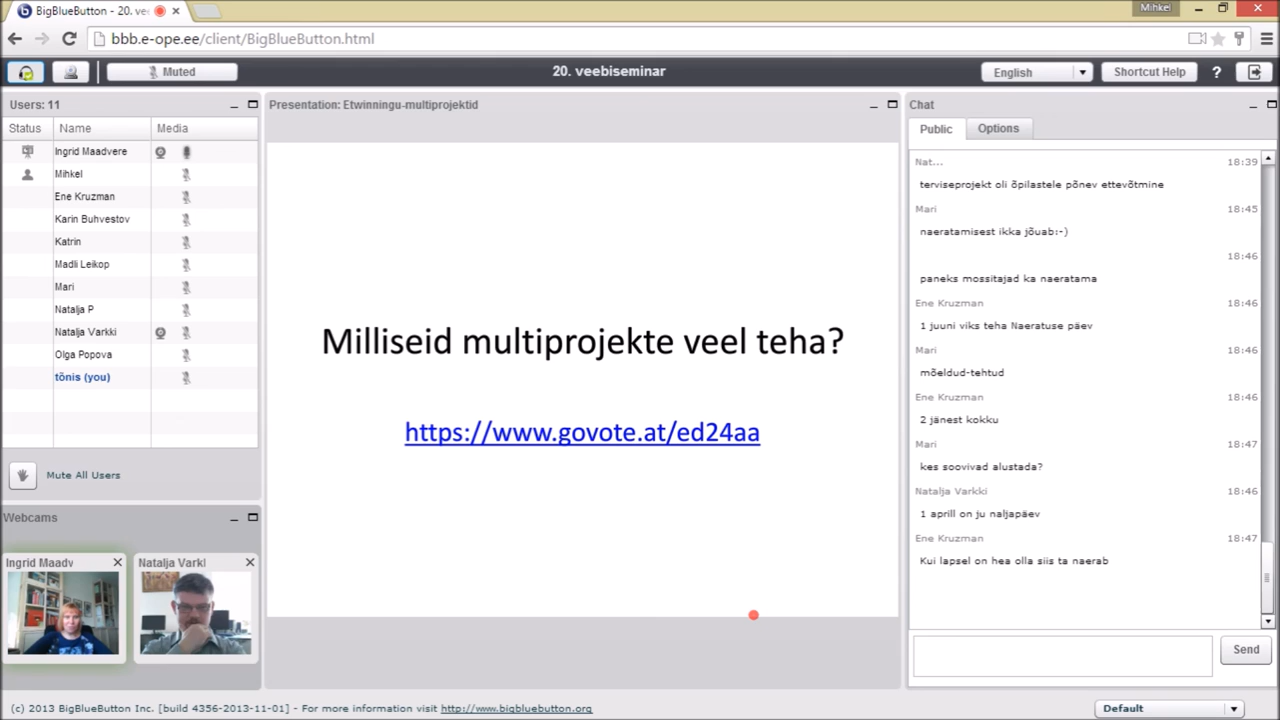 BigBlueButton - 20. vee
Mihkel
bbb.e-ope.ee/client/BigBlueButton.html
Muted
20. veebiseminar
English
Shortcut Help
?
Users: 11
Status Name Media
Ingrid Maadvere
Mihkel
Ene Kruzman
Karin Buhvestov
Katrin
Madli Leikop
Mari
Natalja P
Natalja Varkki
Olga Popova
tõnis (you)
Mute All Users
Webcams
Ingrid Maadv
Natalja Varkl
Presentation: Etwinningu-multiprojektid
Milliseid multiprojekte veel teha?
https://www.govote.at/ed24aa
Chat
Public Options
Nat... 18:39
terviseprojekt oli õpilastele põnev ettevõtmine
Mari 18:45
naeratamisest ikka jõuab:-)
18:46
paneks mossitajad ka naeratama
Ene Kruzman 18:46
1 juuni viks teha Naeratuse päev
Mari 18:46
mõeldud-tehtud
Ene Kruzman 18:46
2 jänest kokku
Mari 18:47
kes soovivad alustada?
Natalja Varkki 18:46
1 aprill on ju naljapäev
Ene Kruzman 18:47
Kui lapsel on hea olla siis ta naerab
Send
(c) 2013 BigBlueButton Inc. [build 4356-2013-11-01] - For more information visit http://www.bigbluebutton.org
Default